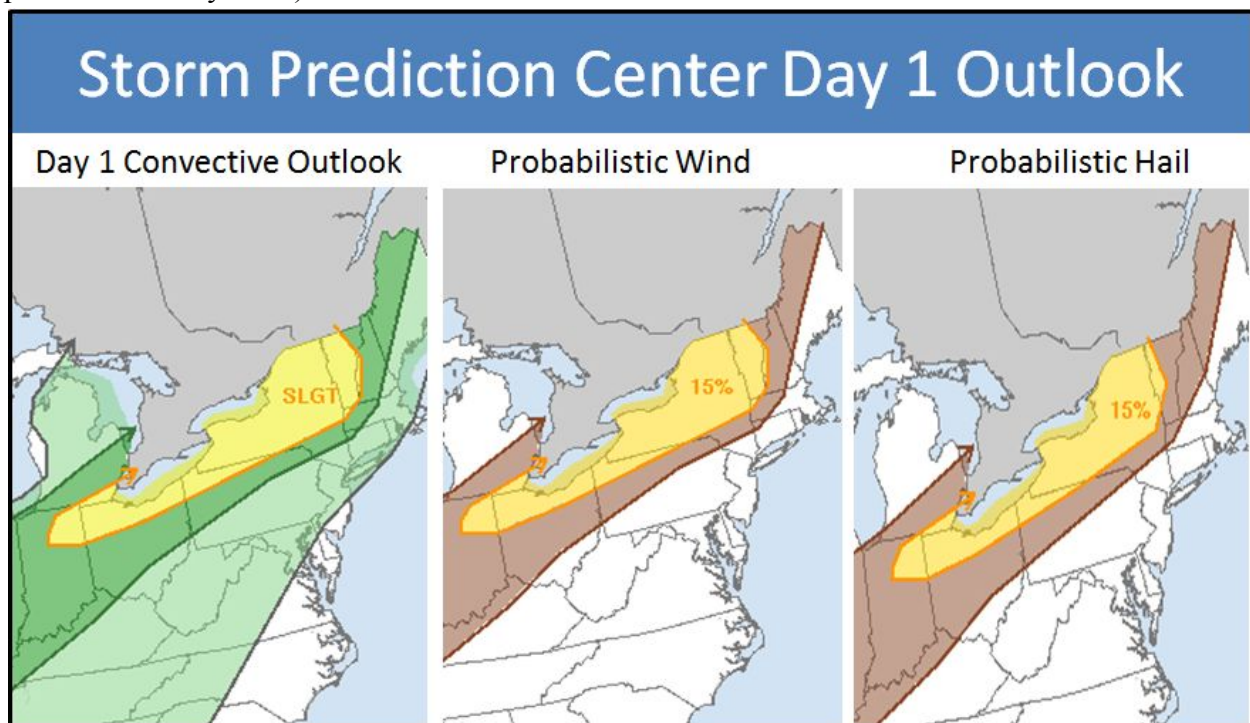 Storm Prediction Center Day 1 Outlook
Day 1 Convective Outlook
Probabilistic Wind
Probabilistic Hail
SLGT
15%
15%